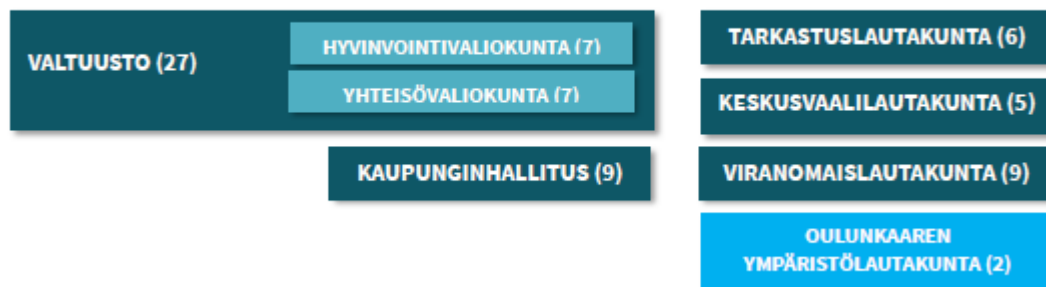 VALTUUSTO (27)
HYVINVOINTIVALIOKUNTA (7)
YHTEISÖVALIOKUNTA (7)
KAUPUNGINHALLITUS (9)
TARKASTUSLAUTAKUNTA (6)
KESKUSVAALILAUTAKUNTA (5)
VIRANOMAISLAUTAKUNTA (9)
OULUNKAAREN
YMPÄRISTÖLAUTAKUNTA (2)